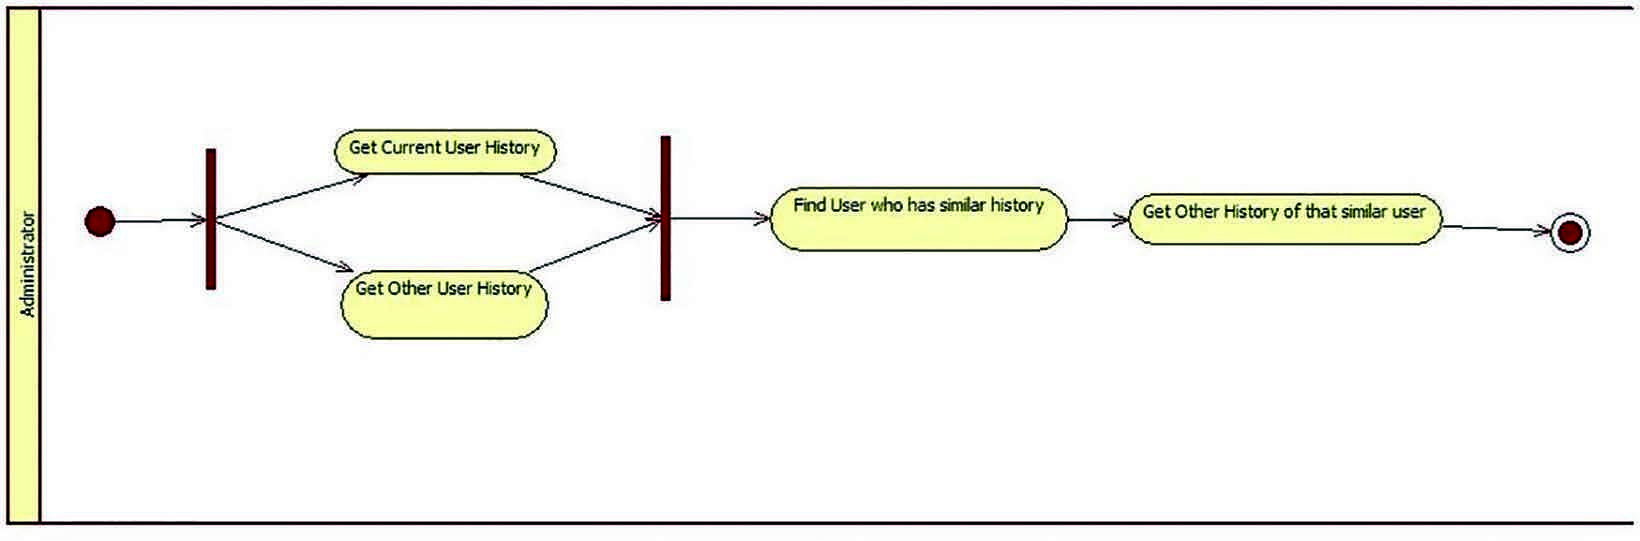 Administrator
Get Current User History
Get Other User History
Find User who has similar history
Get Other History of that similar user